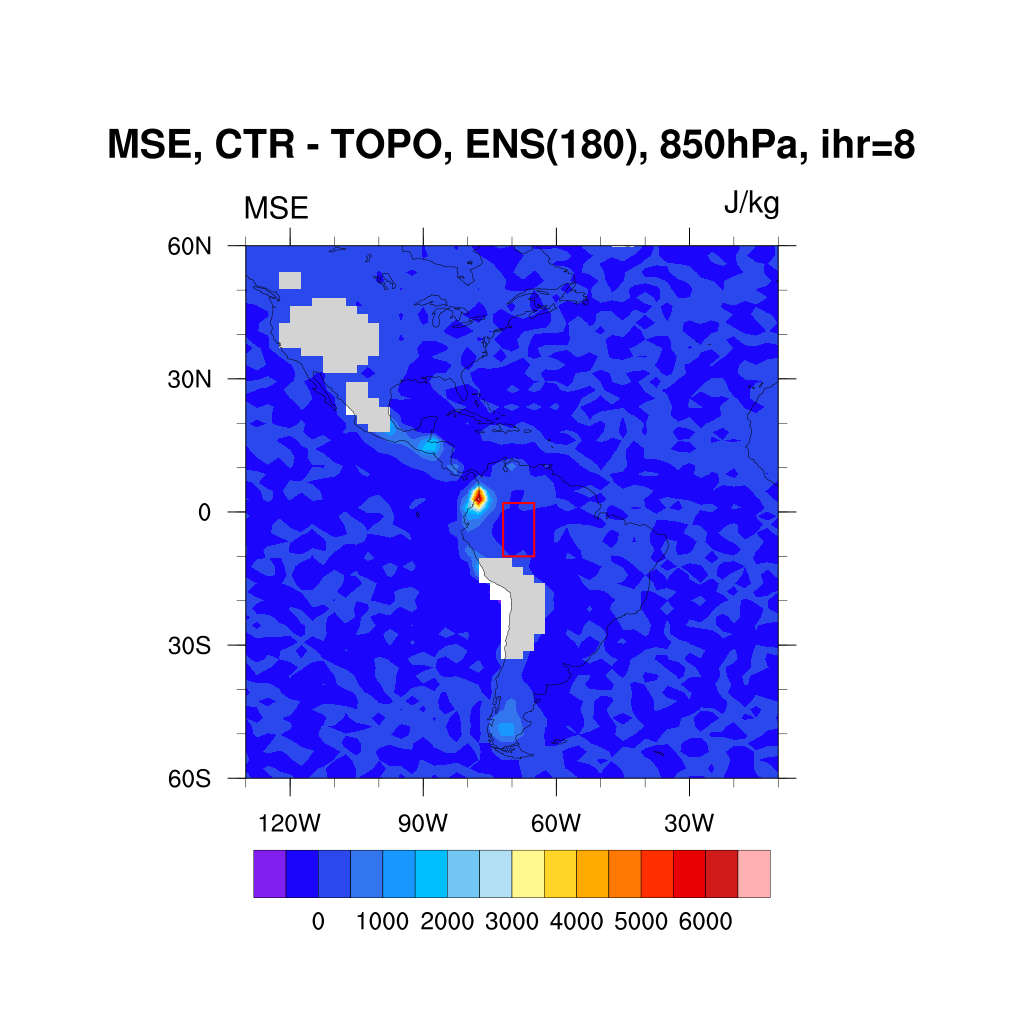 MSE, CTR - TOPO, ENS(180), 850hPa, ihr=8
MSE J/kg
60N
30N
0
30S
60S
120W 90W 60W 30W
0 1000 2000 3000 4000 5000 6000